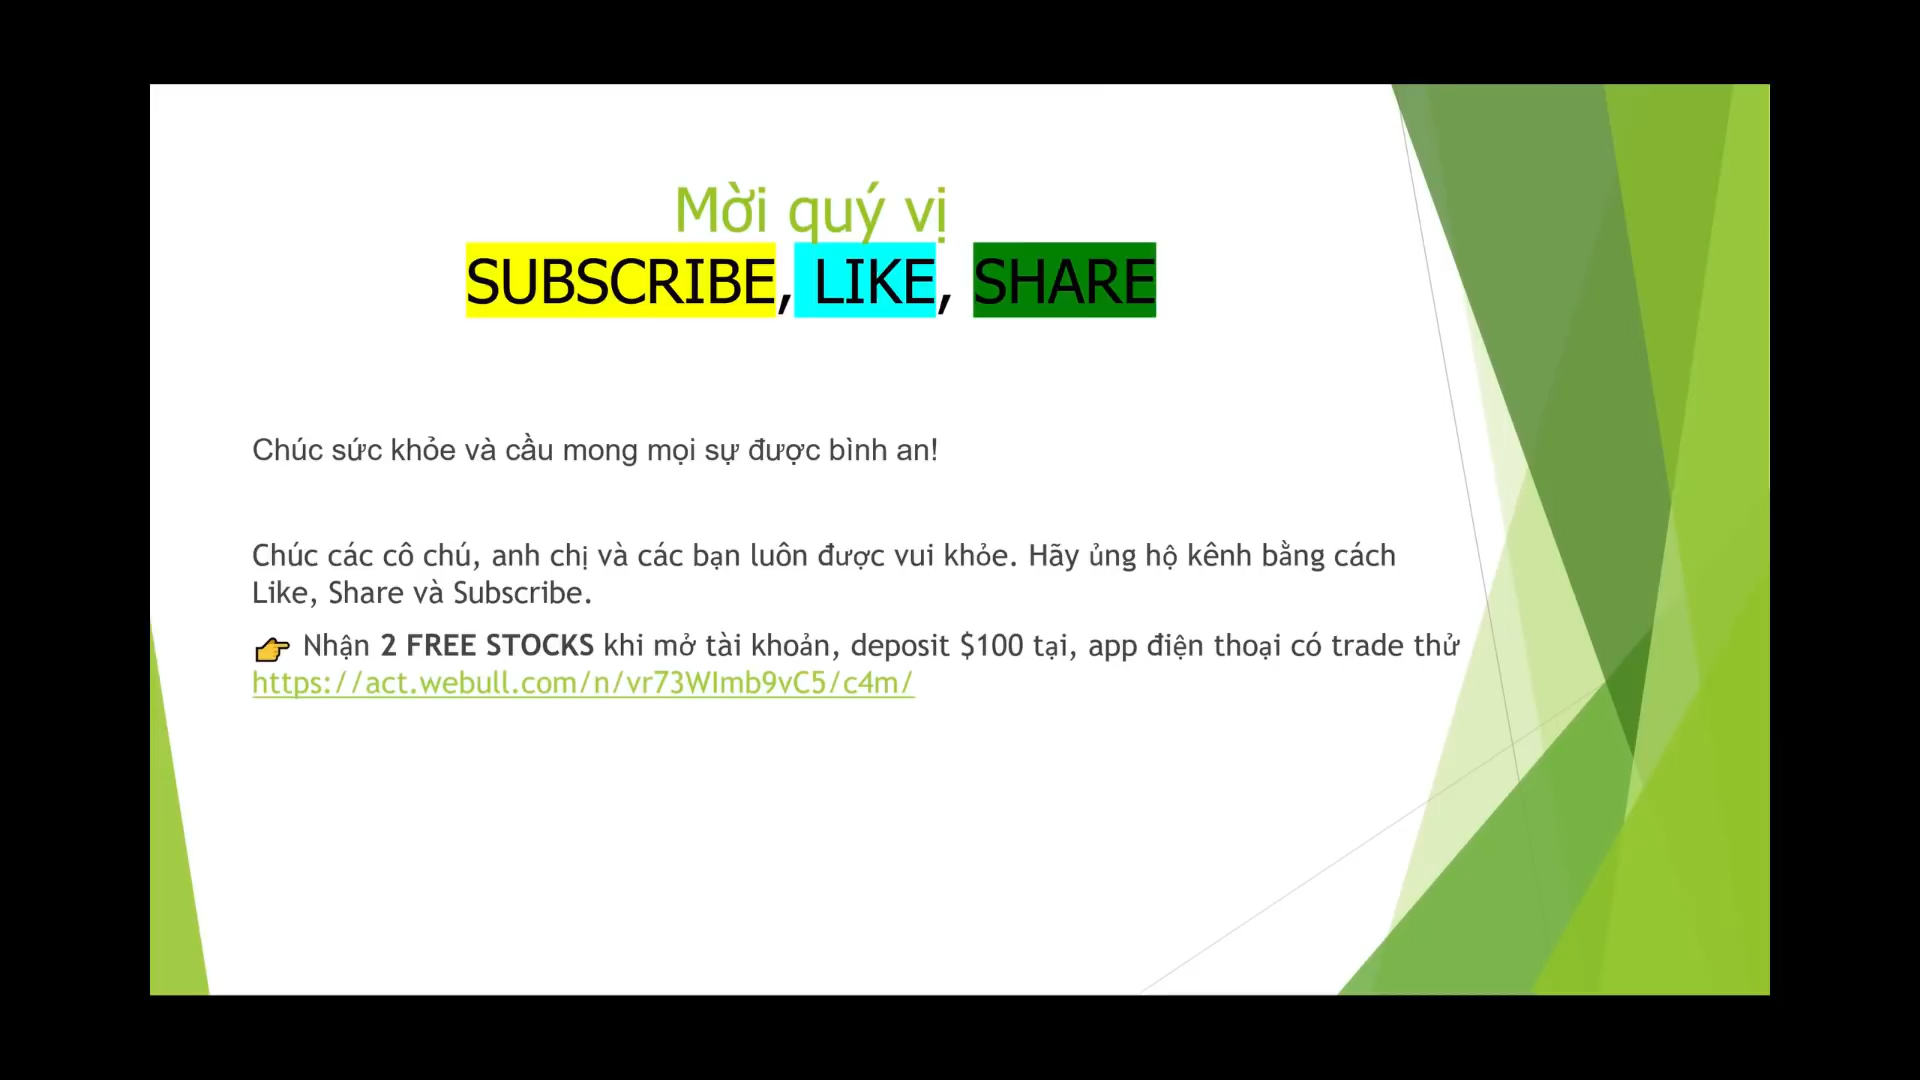 Mời quý vị
SUBSCRIBE, LIKE, SHARE
Chúc sức khỏe và cầu mong mọi sự được bình an!
Chúc các cô chú, anh chị và các bạn luôn được vui khỏe. Hãy ủng hộ kênh bằng cách
Like, Share và Subscribe.
👉 Nhận 2 FREE STOCKS khi mở tài khoản, deposit $100 tại, app điện thoại có trade thử
https://act.webull.com/n/vr73WImb9vC5/c4m/